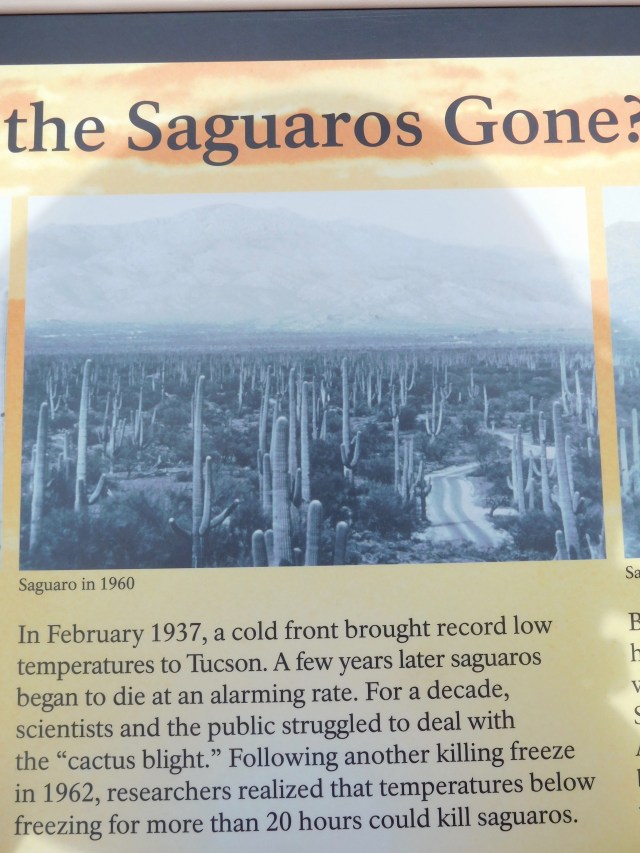 the Saguaros Gone?
Saguaro in 1960
In February 1937, a cold front brought record low
temperatures to Tucson. A few years later saguaros
began to die at an alarming rate. For a decade,
scientists and the public struggled to deal with
the “cactus blight.” Following another killing freeze
in 1962, researchers realized that temperatures below
freezing for more than 20 hours could kill saguaros.